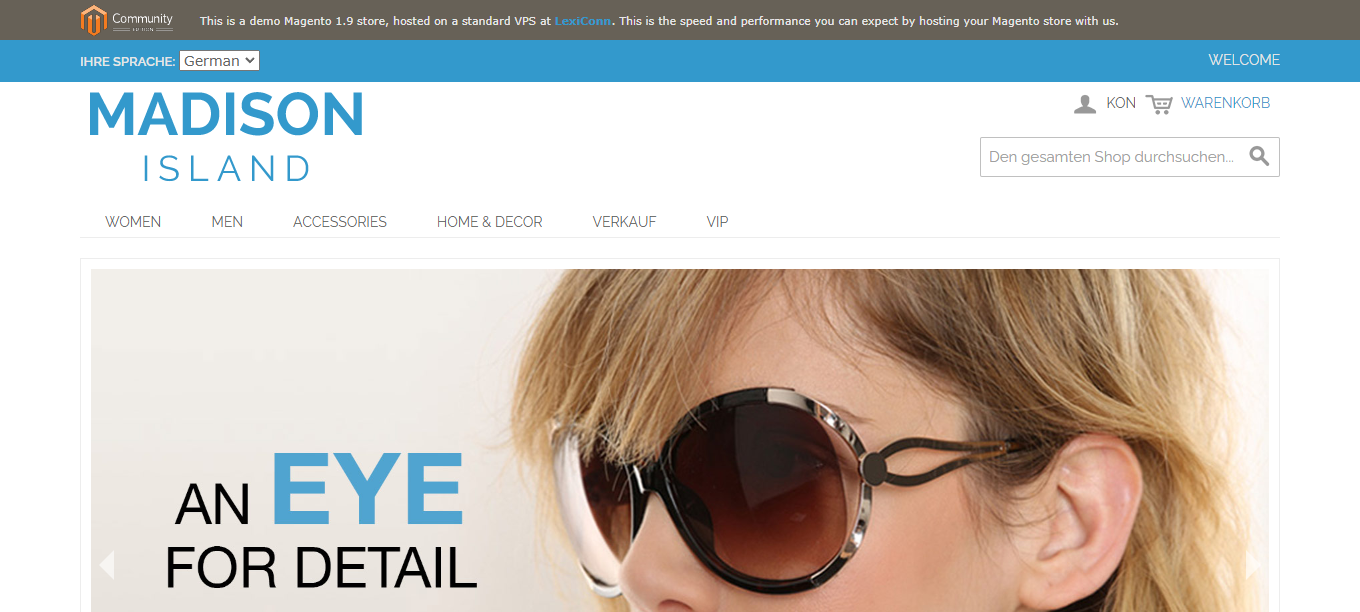 Community
EDITION
This is a demo Magento 1.9 store, hosted on a standard VPS at LexiConn. This is the speed and performance you can expect by hosting your Magento store with us.
IHRE SPRACHE: German
WELCOME
MADISON
ISLAND
KON WARENKORB
Den gesamten Shop durchsuchen...
WOMEN MEN ACCESSORIES HOME & DECOR VERKAUF VIP
AN EYE
FOR DETAIL